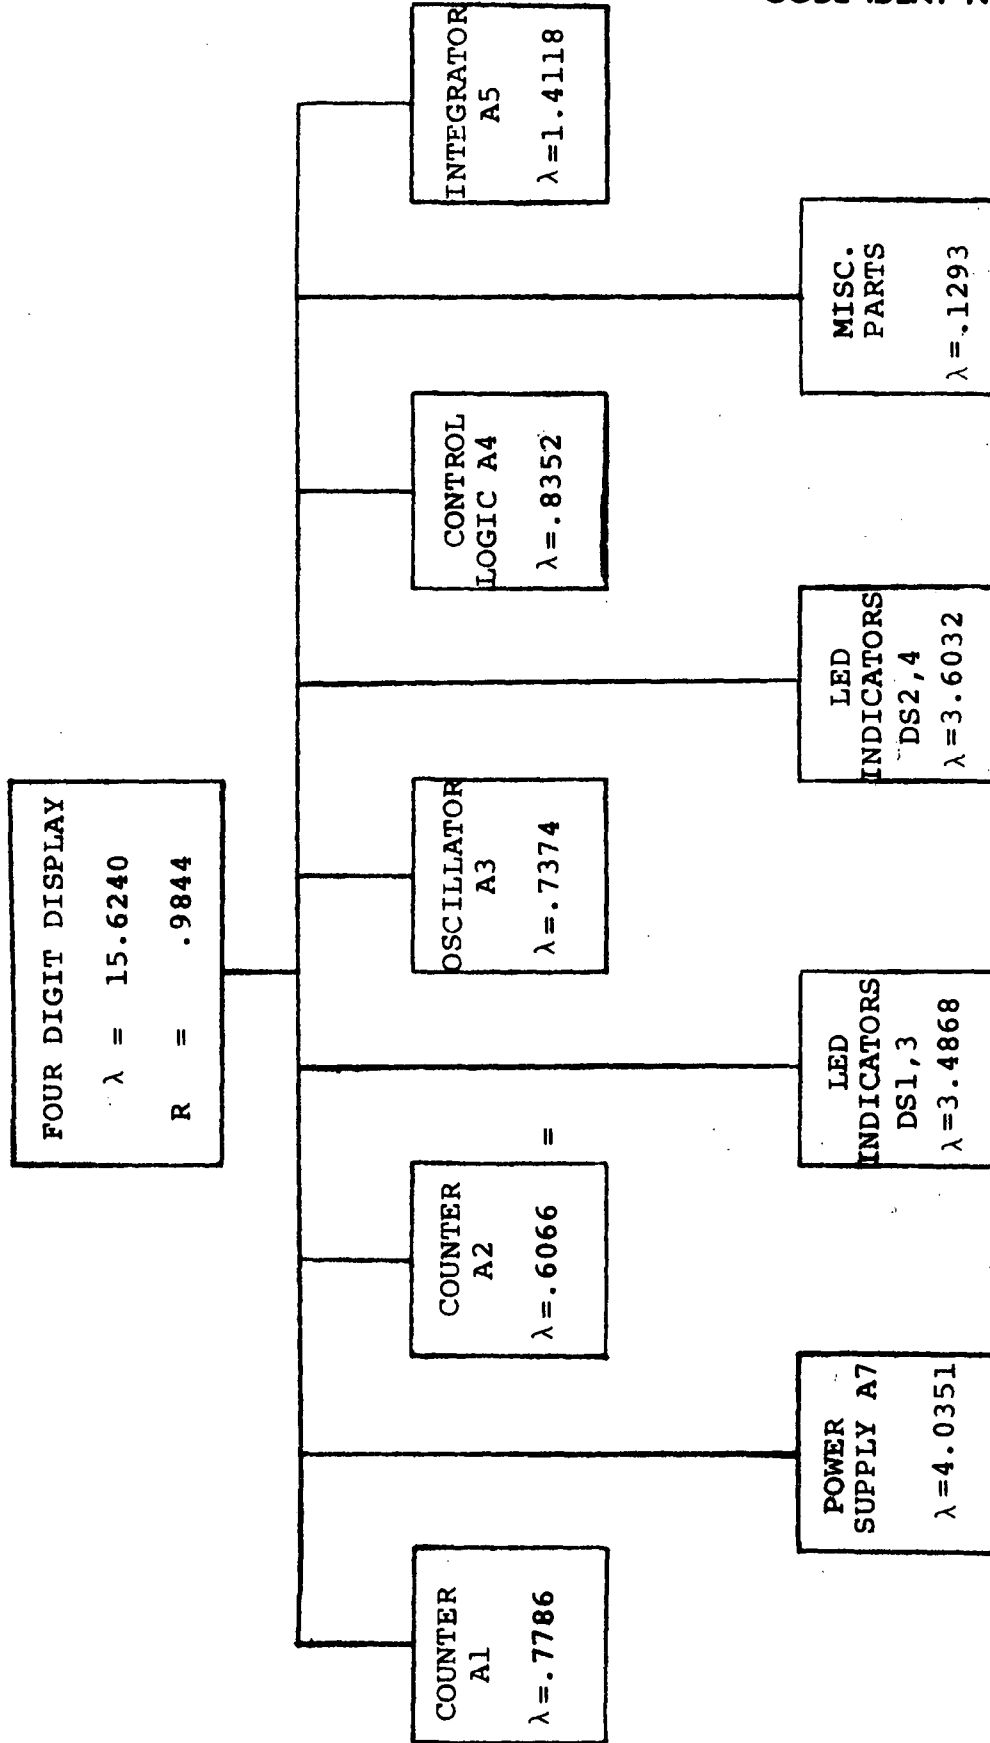 FOUR DIGIT DISPLAY
λ = 15.6240
R = .9844
COUNTER
A1
λ=.7786
COUNTER
A2
λ=.6066
=
OSCILLATOR
A3
λ=.7374
CONTROL
LOGIC A4
λ=.8352
INTEGRATOR
A5
λ=1.4118
POWER
SUPPLY A7
λ=4.0351
LED
INDICATORS
DS1,3
λ=3.4868
LED
INDICATORS
DS2,4
λ=3.6032
MISC.
PARTS
λ=.1293